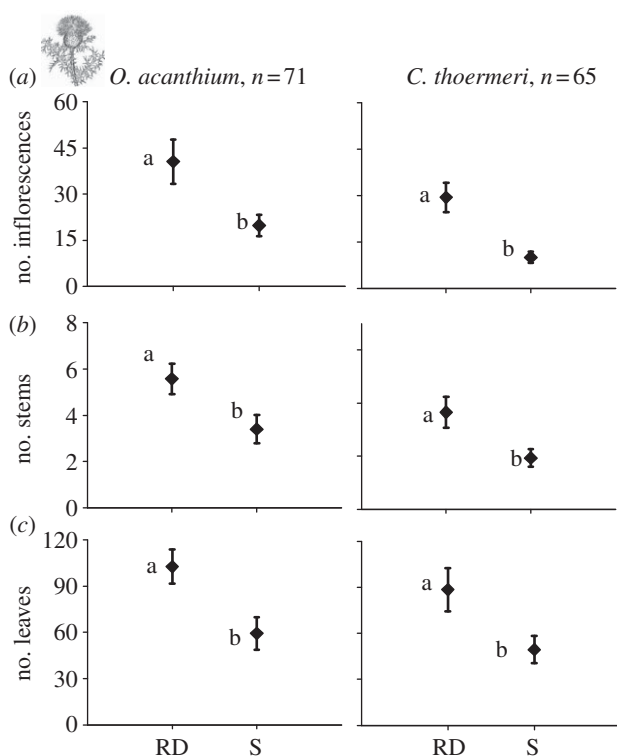 (a) O. acanthium, n=71 C. thoermeri, n=65
no. inflorescences
60
45
30
15
0
a
b
a
b
(b)
no. stems
8
6
4
2
0
a
b
a
b
(c)
no. leaves
120
90
60
30
0
a
b
a
b
RD S RD S